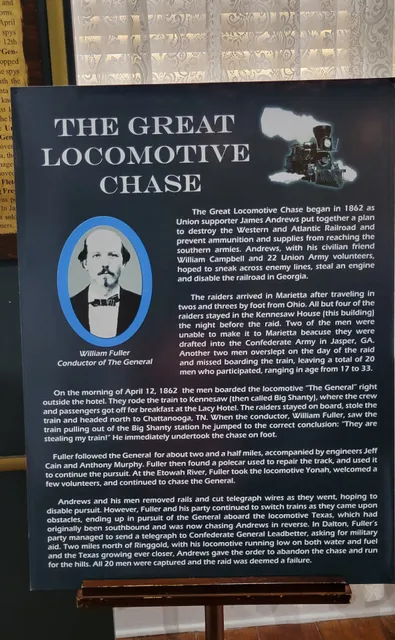 THE GREAT
LOCOMOTIVE
CHASE
The Great Locomotive Chase began in 1862 as
Union supporter James Andrews put together a plan
to destroy the Western and Atlantic Railroad and
prevent ammunition and supplies from reaching the
southern armies. Andrews, with his civilian friend
William Campbell and 22 Union Army volunteers,
hoped to sneak across enemy lines, steal an engine
and disable the railroad in Georgia.
The raiders arrived in Marietta after traveling in
twos and threes by foot from Ohio. All but four of the
raiders stayed in the Kennesaw House (this building)
the night before the raid. Two of the men were
unable to make it to Marietta beacuse they were
drafted into the Confederate Army in Jasper, GA.
Another two men overslept on the day of the raid
and missed boarding the train, leaving a total of 20
men who participated, ranging in age from 17 to 33.
William Fuller
Conductor of The General
On the morning of April 12, 1862 the men boarded the locomotive "The General" right
outside the hotel. They rode the train to Kennesaw (then called Big Shanty), where the crew
and passengers got off for breakfast at the Lacy Hotel. The raiders stayed on board, stole the
train and headed north to Chattanooga, TN. When the conductor, William Fuller, saw the
train pulling out of the Big Shanty station he jumped to the correct conclusion: "They are
stealing my train!" He immediately undertook the chase on foot.
Fuller followed the General for about two and a half miles, accompanied by engineers Jeff
Cain and Anthony Murphy. Fuller then found a polecar used to repair the track, and used it
to continue the pursuit. At the Etowah River, Fuller took the locomotive Yonah, welcomed a
few volunteers, and continued to chase the General.
Andrews and his men removed rails and cut telegraph wires as they went, hoping to
disable pursuit. However, Fuller and his party continued to switch trains as they came upon
obstacles, ending up in pursuit of the General aboard the locomotive Texas, which had
originally been southbound and was now chasing Andrews in reverse. In Dalton, Fuller's
party managed to send a telegraph to Confederate General Leadbetter, asking for military
aid. Two miles north of Ringgold, with his locomotive running low on both water and fuel
and the Texas growing ever closer, Andrews gave the order to abandon the chase and run
for the hills. All 20 men were captured and the raid was deemed a failure.